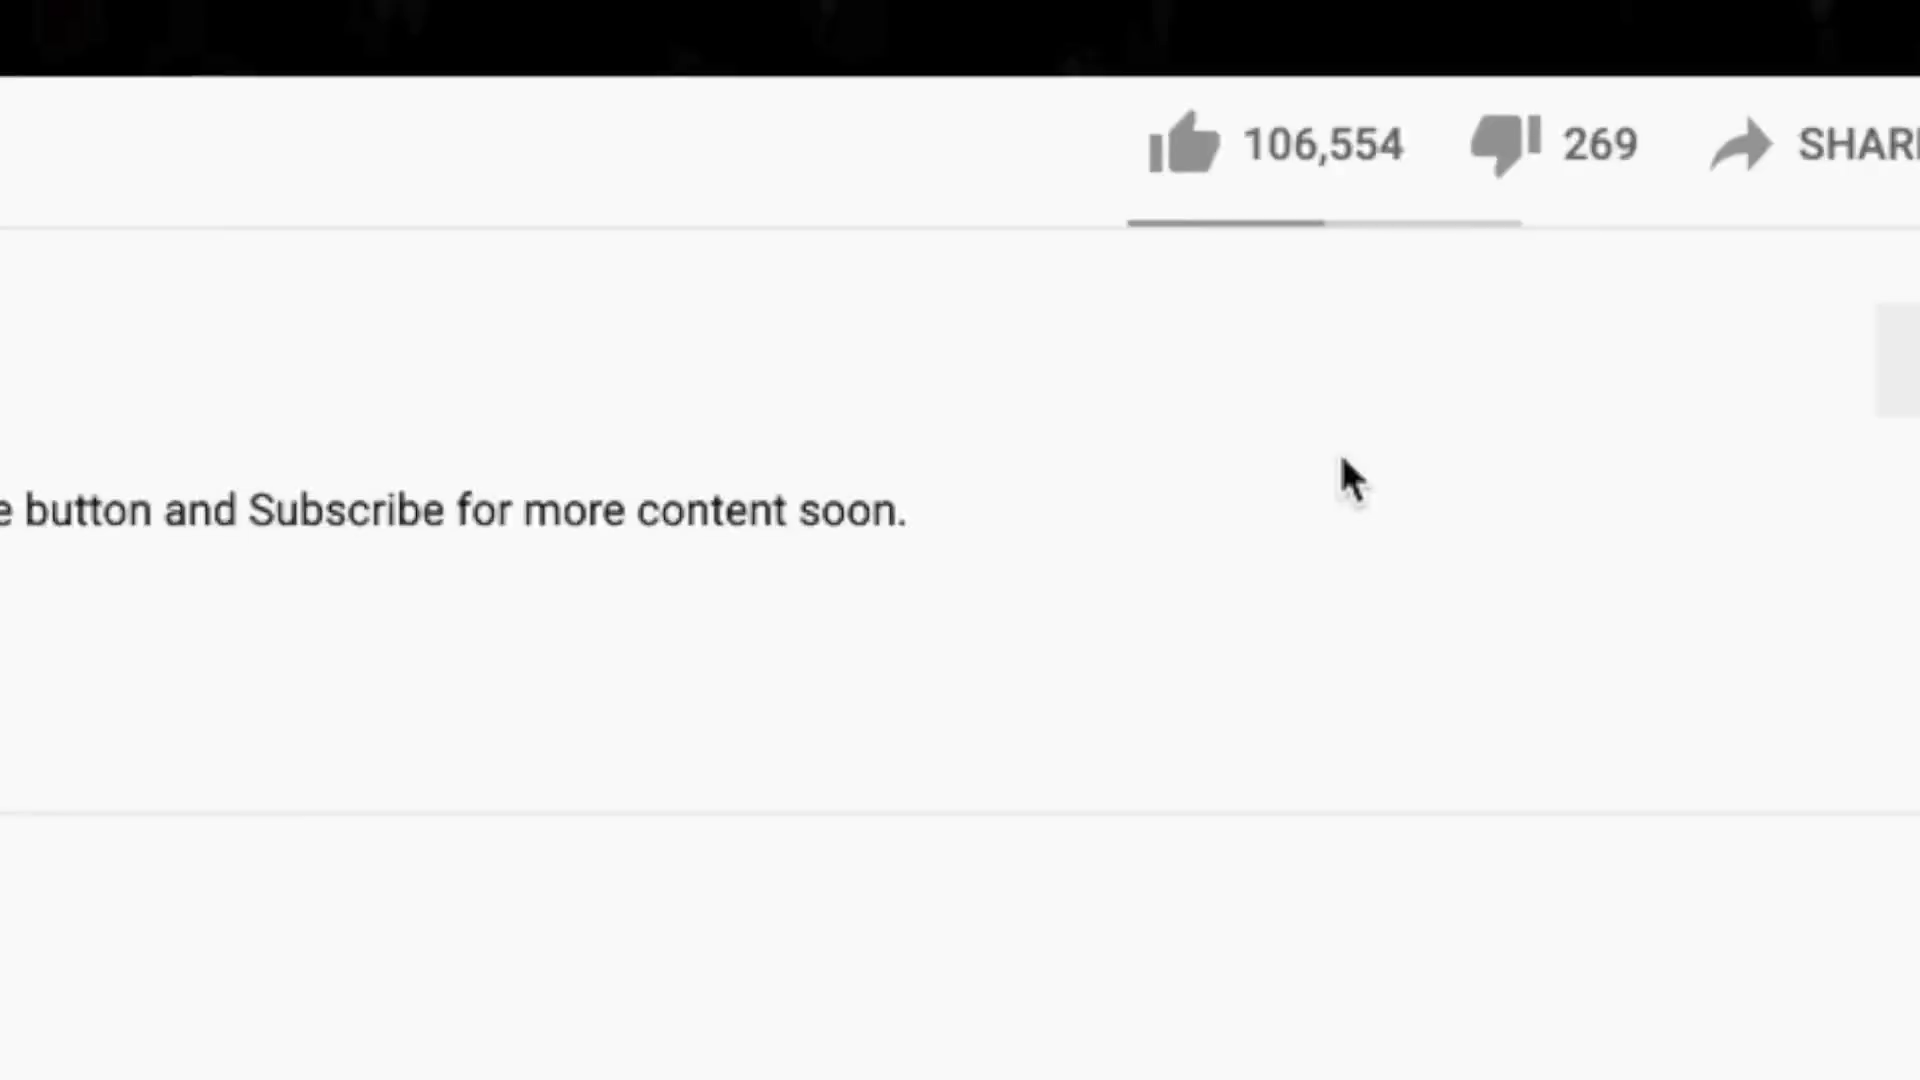 106,554 269 SHAR
e button and Subscribe for more content soon.